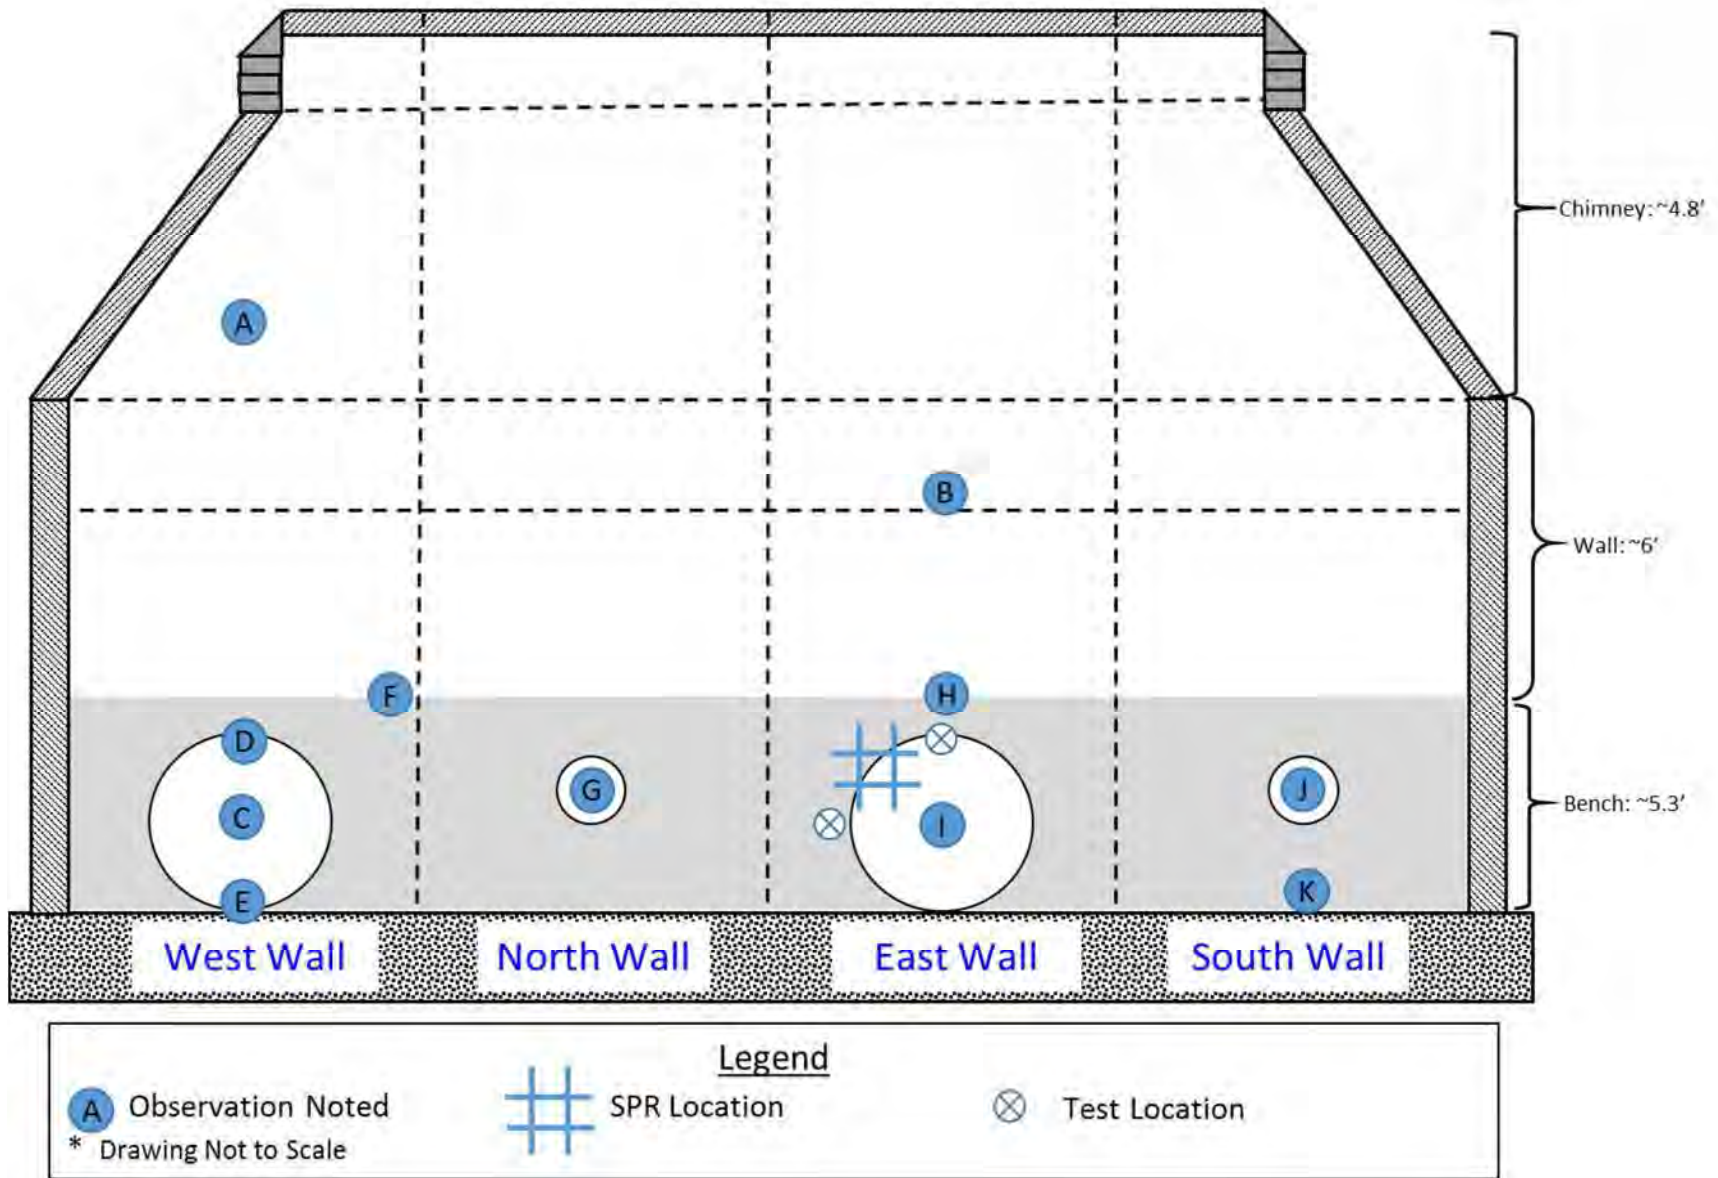 Chimney: ~4.8'
A
B
Wall: ~6'
F
H
D
G
J
C
I
Bench: ~5.3'
E
K
West Wall
North Wall
East Wall
South Wall
Legend
A Observation Noted
SPR Location
Test Location
* Drawing Not to Scale